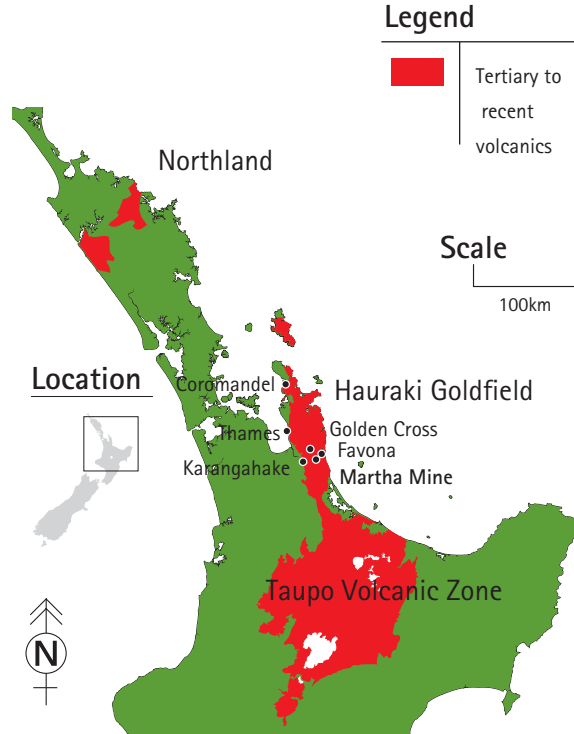 Legend
Tertiary to
recent
volcanics
Northland
Scale
100km
Location
Coromandel
Hauraki Goldfield
Thames
Golden Cross
Favona
Karangahake
Martha Mine
Taupo Volcanic Zone
N